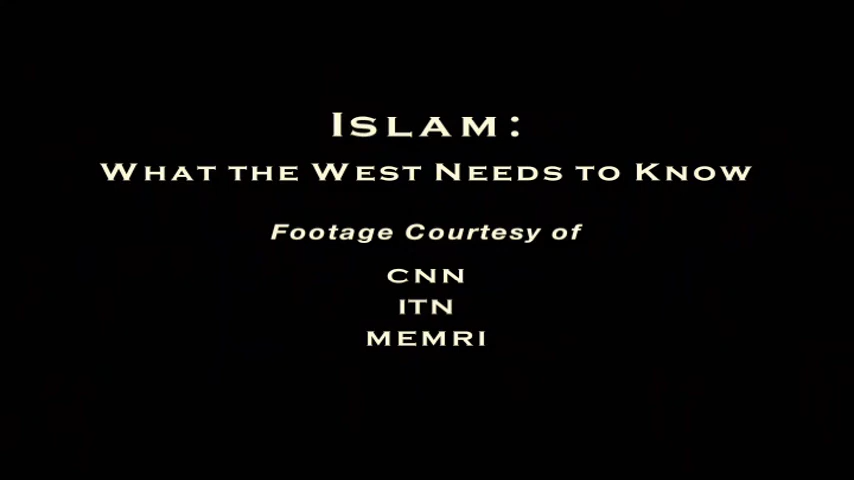 Islam:
What the West Needs to Know
Footage Courtesy of
CNN
ITN
MEMRI